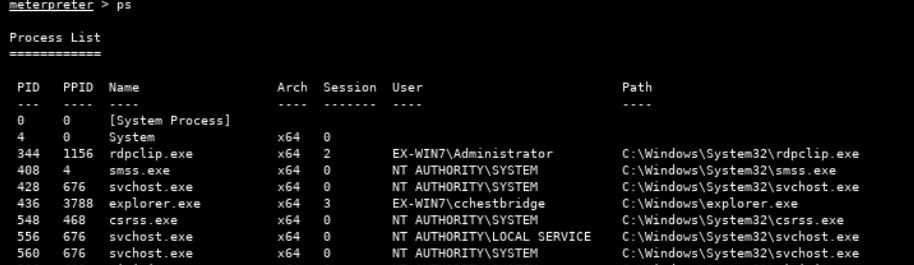 meterpreter > ps
Process List
============
PID PPID Name Arch Session User Path
--- ---- ---- ---- ------- ---- ----
0 0 [System Process]
4 0 System x64 0
344 1156 rdpclip.exe x64 2 EX-WIN7\Administrator C:\Windows\System32\rdpclip.exe
408 4 smss.exe x64 0 NT AUTHORITY\SYSTEM C:\Windows\System32\smss.exe
428 676 svchost.exe x64 0 NT AUTHORITY\SYSTEM C:\Windows\System32\svchost.exe
436 3788 explorer.exe x64 3 EX-WIN7\cchestbridge C:\Windows\explorer.exe
548 468 csrss.exe x64 0 NT AUTHORITY\SYSTEM C:\Windows\System32\csrss.exe
556 676 svchost.exe x64 0 NT AUTHORITY\LOCAL SERVICE C:\Windows\System32\svchost.exe
560 676 svchost.exe x64 0 NT AUTHORITY\SYSTEM C:\Windows\System32\svchost.exe